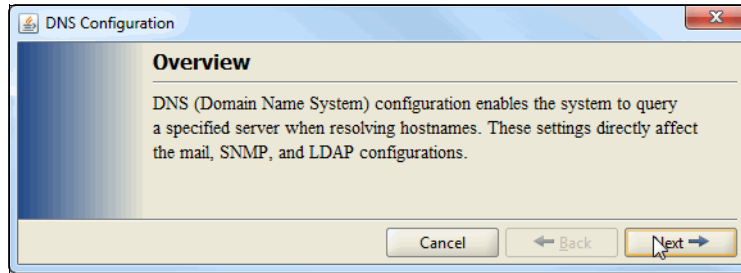 DNS Configuration
X
Overview
DNS (Domain Name System) configuration enables the system to query
a specified server when resolving hostnames. These settings directly affect
the mail, SNMP, and LDAP configurations.
Cancel
Back
Next